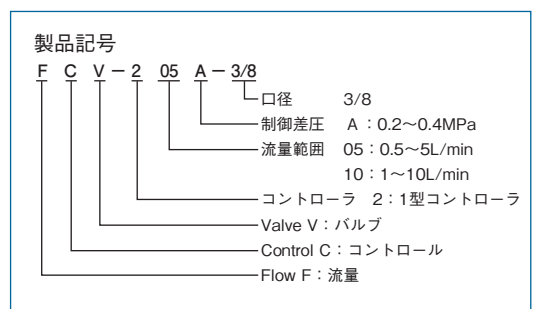 製品記号
F C V － 2 05 A － 3/8
口径 3/8
制御差圧 A：0.2～0.4MPa
流量範囲 05：0.5～5L/min
10：1～10L/min
コントローラ 2：1型コントローラ
Valve V：バルブ
Control C：コントロール
Flow F：流量